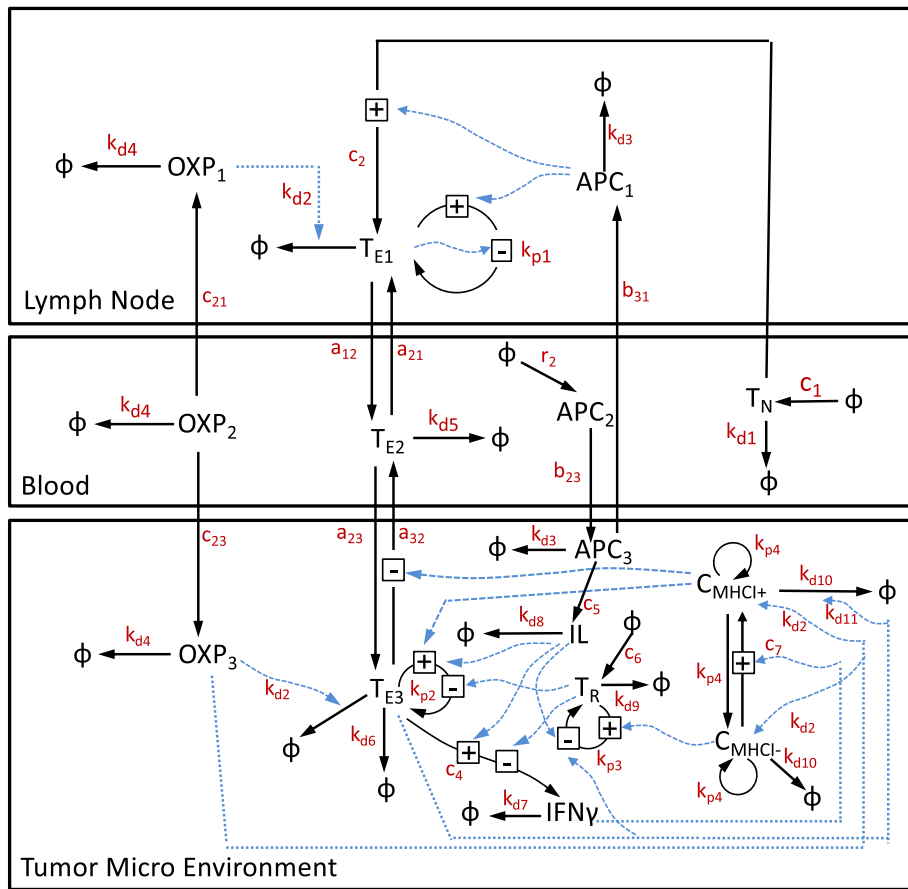 +
ϕ
k_d4
ϕ
OXP_1
c_2
k_d3
APC_1
k_d2
+
ϕ
T_E1
-
k_p1
Lymph Node
c_21
b_31
a_12
a_21
ϕ
r_2
k_d4
ϕ
OXP_2
T_E2
k_d5
ϕ
APC_2
T_N
c_1
ϕ
k_d1
ϕ
b_23
Blood
c_23
a_23
a_32
-
ϕ
k_d3
APC_3
k_p4
C_MHCI+
k_d10
ϕ
k_d11
k_d2
c_5
k_d8
ϕ
IL
ϕ
c_6
k_d4
ϕ
OXP_3
k_d2
+
k_p2
-
T_E3
T_R
k_d9
ϕ
k_p4
+
c_7
k_d2
ϕ
k_d6
ϕ
+
c_4
-
-
+
k_p3
C_MHCI-
k_d10
k_p4
ϕ
k_d7
ϕ
IFNγ
Tumor Micro Environment